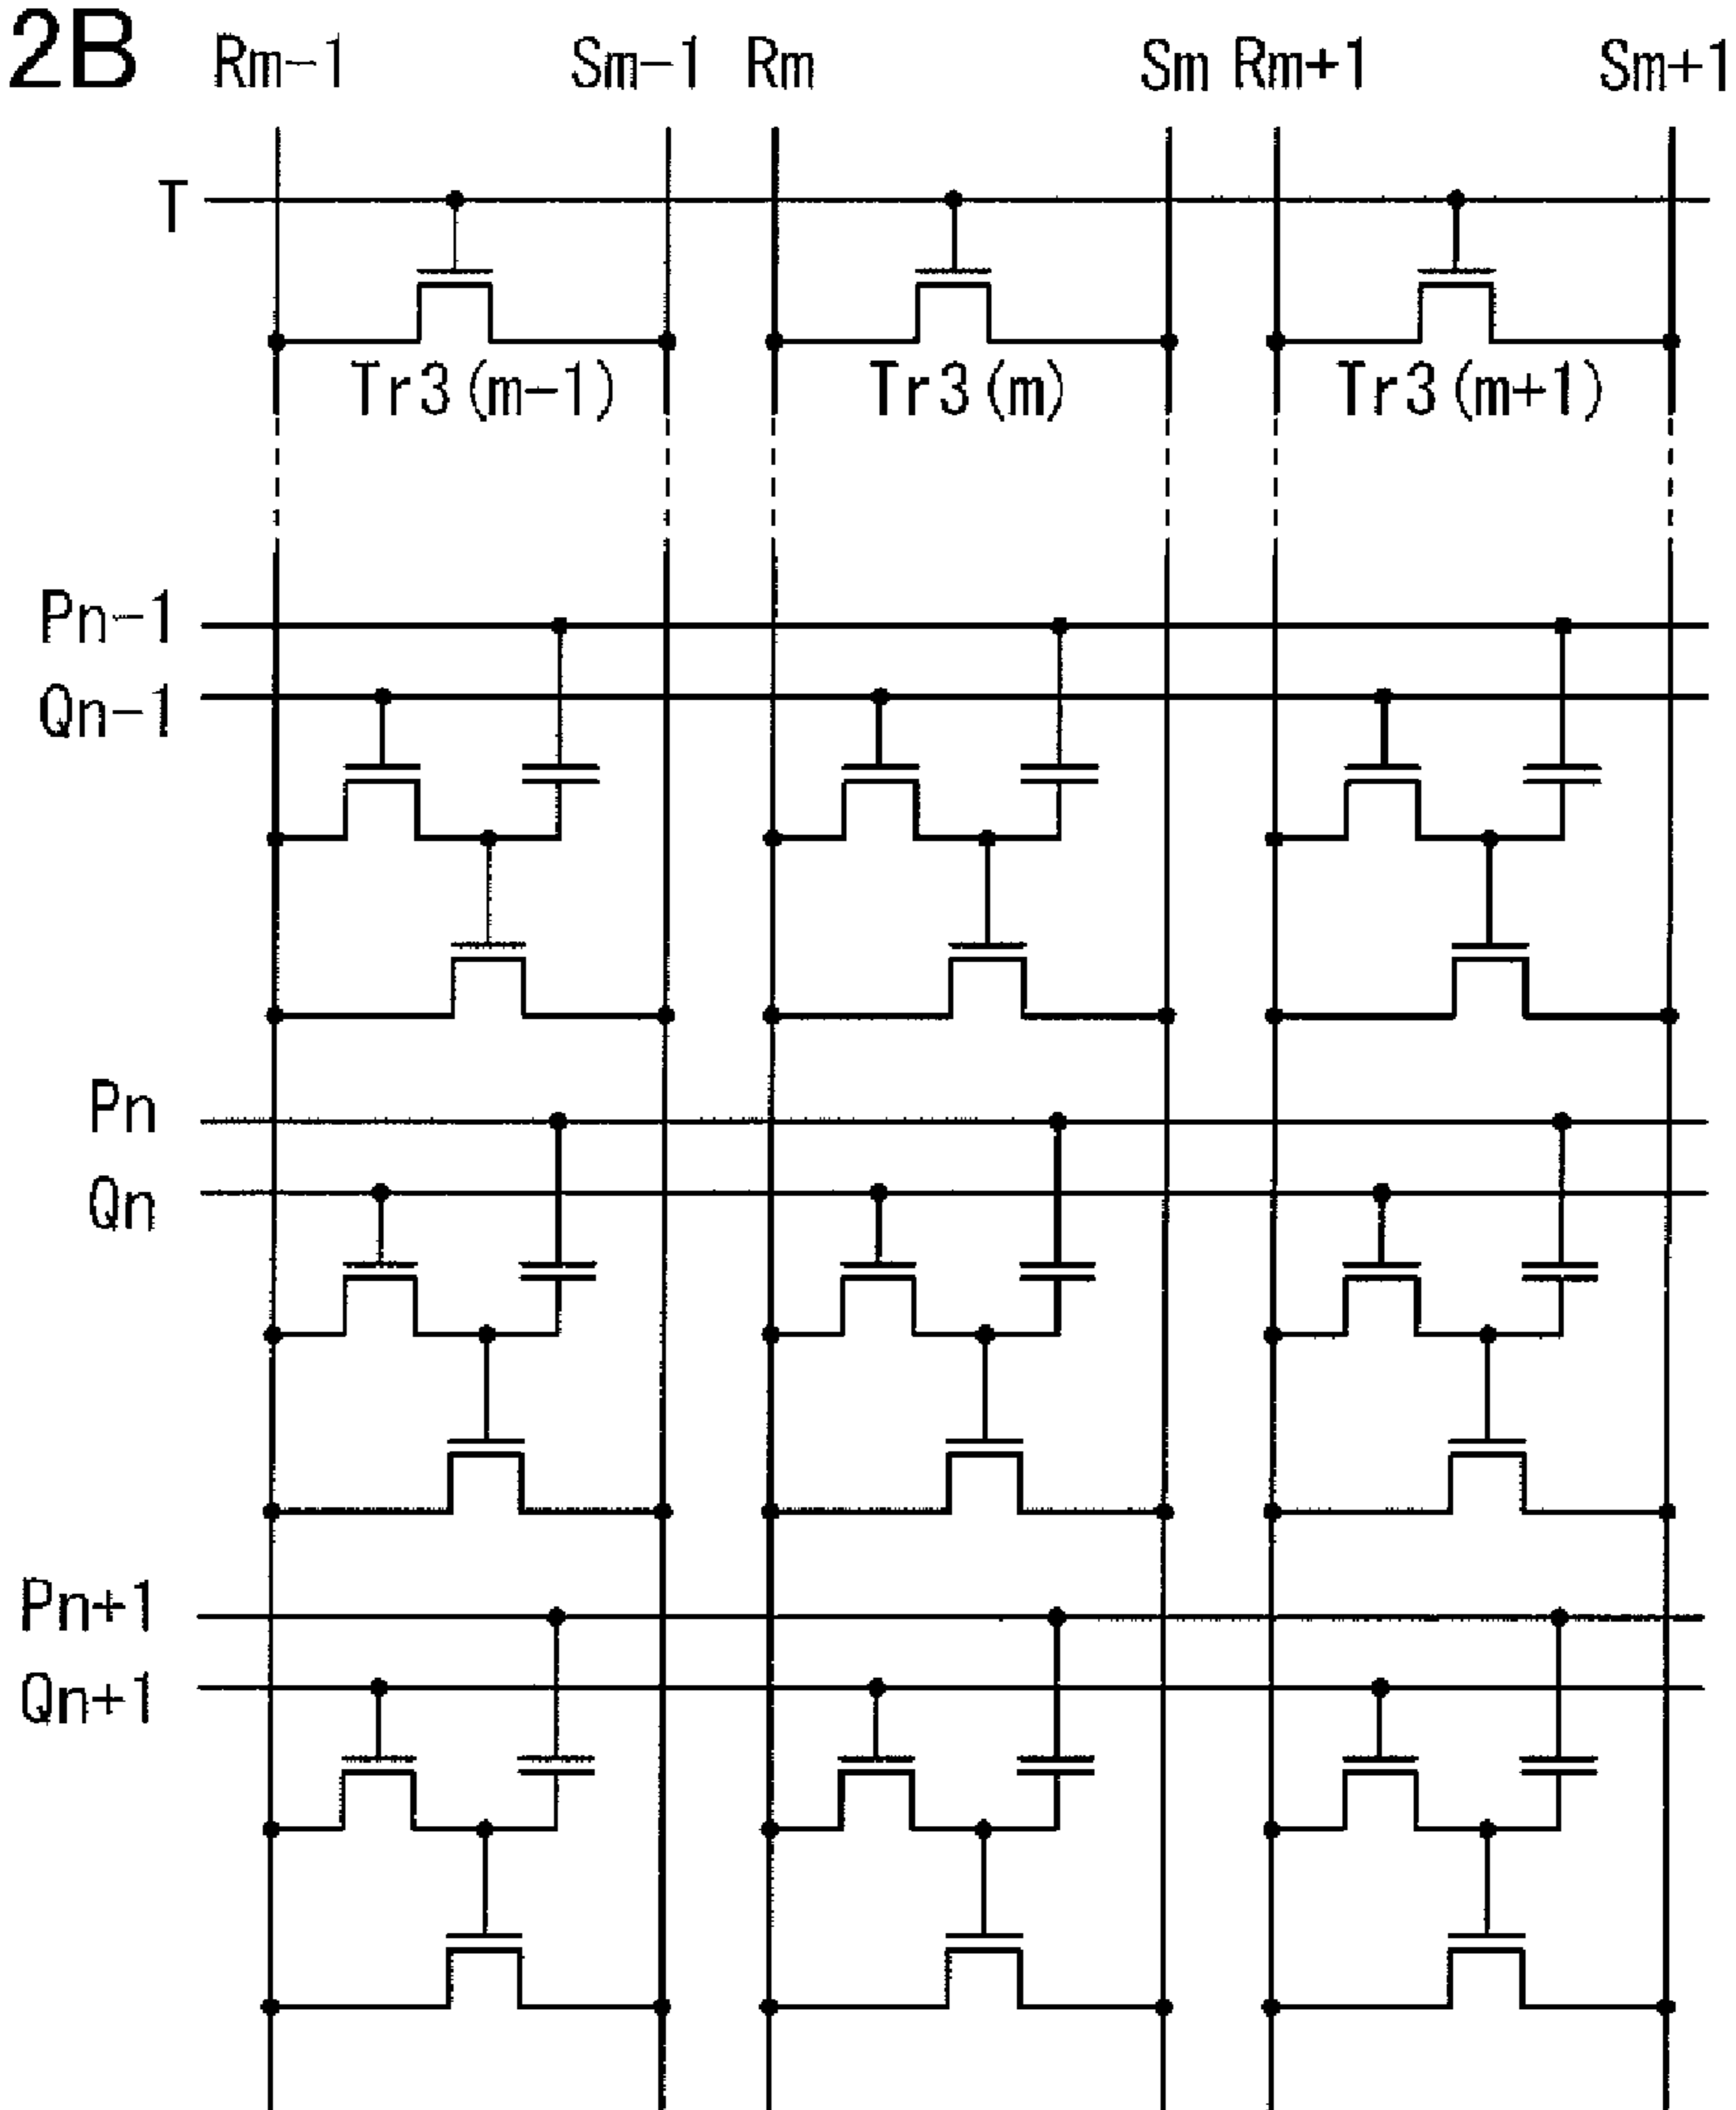 2B
Rm-1 Sm-1 Rm Sm Rm+1 Sm+1
T
Tr3(m-1) Tr3(m) Tr3(m+1)
Pn-1
Qn-1
Pn
Qn
Pn+1
Qn+1